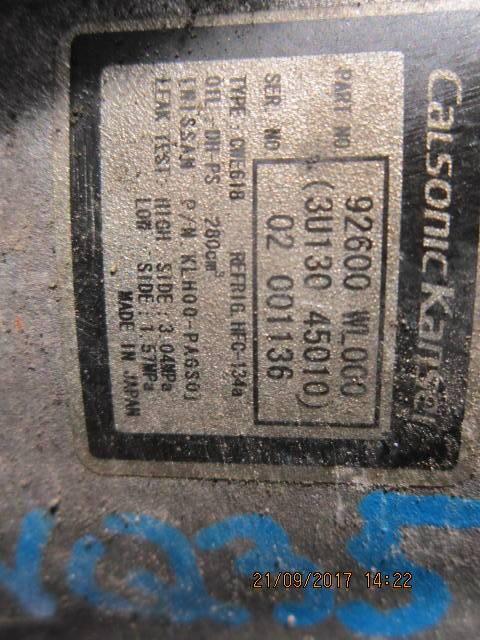 Calsonic Kansei
PART NO. 92600 WL000
(3U130 45010)
SER. NO 02 001136
TYPE: CWE618 REFRIG. HFC-134a
OIL-DH-PS 280cm³
[NISSAN P/N KLH00-PAGS0]
LEAK TEST: HIGH SIDE: 3.04MPa
LOW SIDE: 1.57MPa
MADE IN JAPAN
21/09/2017 14:22